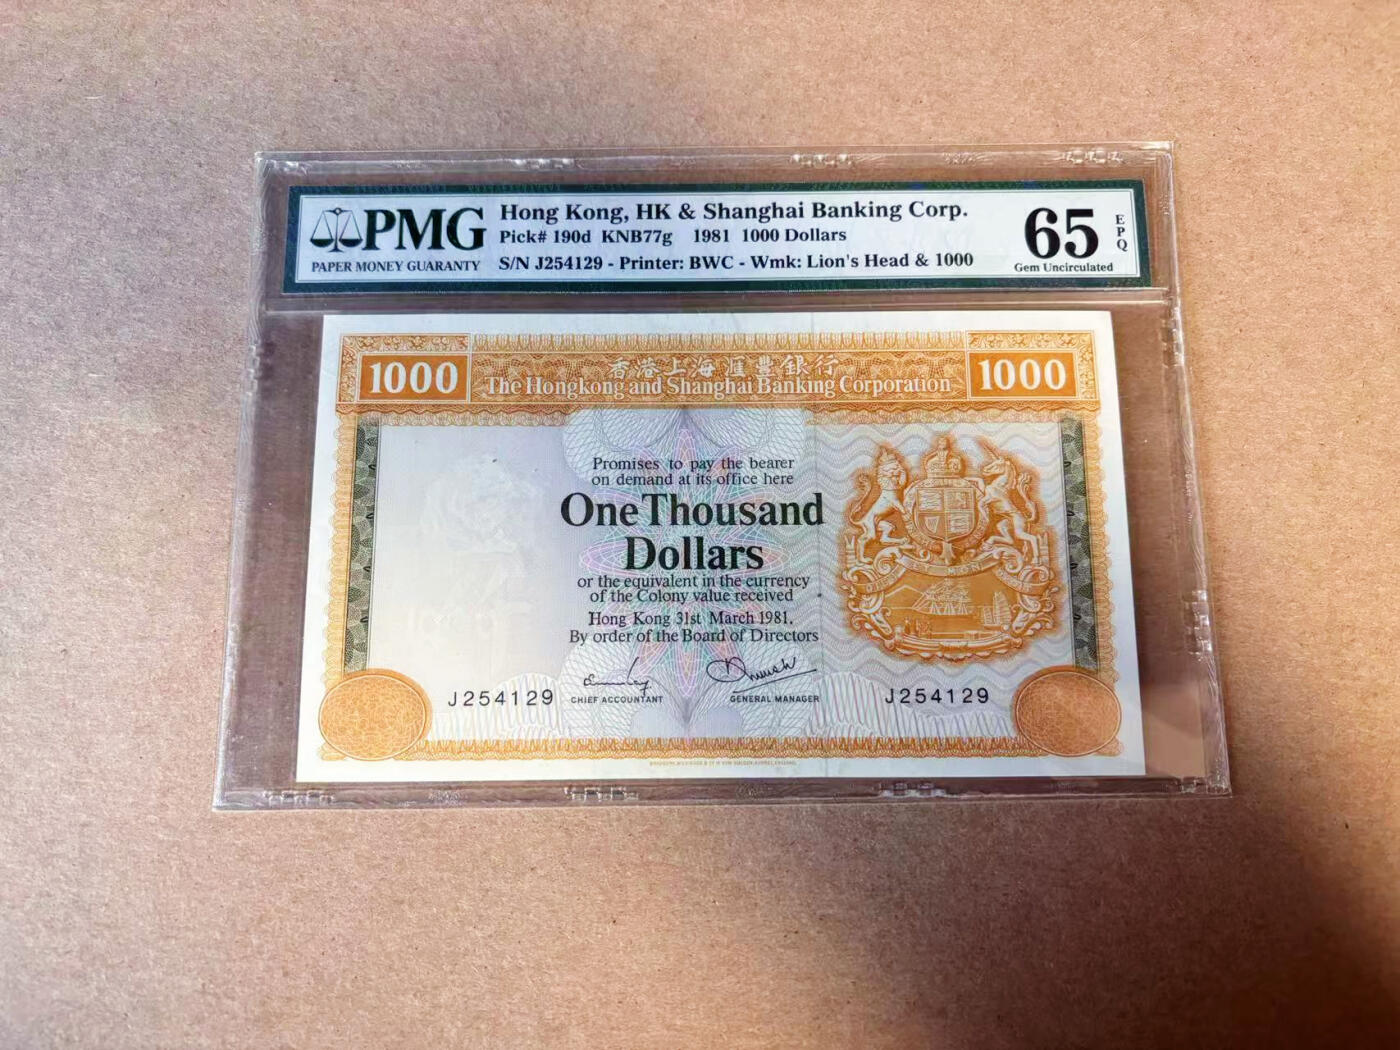 PMG
PAPER MONEY GUARANTY
Hong Kong, HK & Shanghai Banking Corp.
Pick# 190d KNB77g 1981 1000 Dollars
S/N J254129 - Printer: BWC - Wmk: Lion's Head & 1000
65
EPQ
Gem Uncirculated
1000
香港上海滙豐銀行
The Hongkong and Shanghai Banking Corporation
1000
Promises to pay the bearer
on demand at its office here
One Thousand
Dollars
or the equivalent in the currency
of the Colony value received
Hong Kong 31st March 1981.
By order of the Board of Directors
J254129
CHIEF ACCOUNTANT
GENERAL MANAGER
J254129